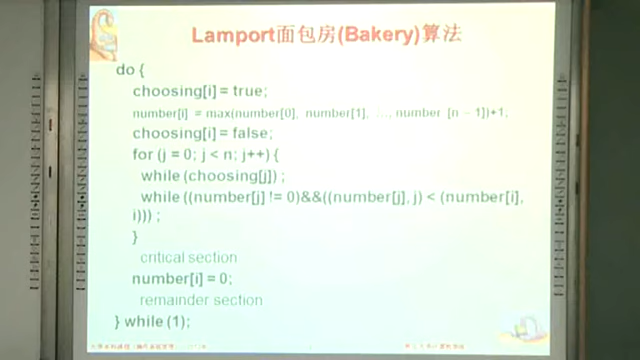 Lamport面包房(Bakery)算法
do {
choosing[i] = true;
number[i] = max(number[0], number[1], …, number [n – 1])+1;
choosing[i] = false;
for (j = 0; j < n; j++) {
while (choosing[j]) ;
while ((number[j] != 0)&&((number[j], j) < (number[i],
i))) ;
}
critical section
number[i] = 0;
remainder section
} while (1);